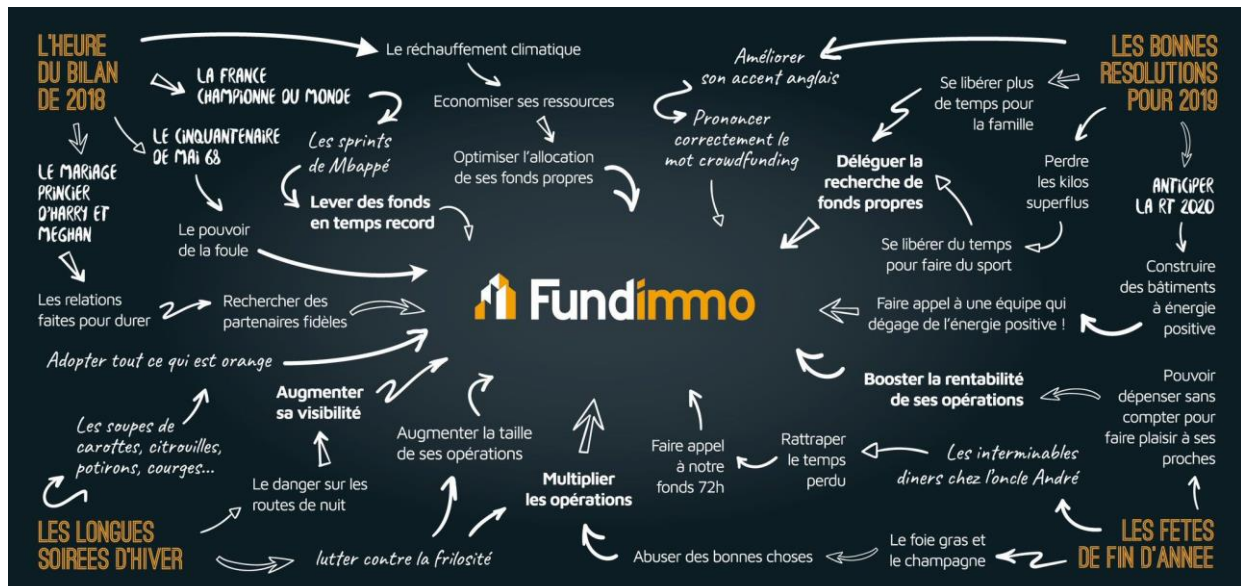 L'HEURE
DU BILAN
DE 2018
Le réchauffement climatique
LA FRANCE
CHAMPIONNE DU MONDE
Economiser ses ressources
LE CINQUANTENAIRE
DE MAI 68
Les sprints
de Mbappé
Optimiser l'allocation
de ses fonds propres
LE MARIAGE
PRINCIER
D'HARRY ET
MEGHAN
Lever des fonds
en temps record
Le pouvoir
de la foule
Les relations
faites pour durer
Rechercher des
partenaires fidèles
LES BONNES
RESOLUTIONS
POUR 2019
Améliorer
son accent anglais
Prononcer
correctement le
mot crowdfunding
Se libérer plus
de temps pour
la famille
Déléguer la
recherche de
fonds propres
Perdre
les kilos
superflus
ANTICIPER
LA RT 2020
Se libérer du temps
pour faire du sport
Construire
des bâtiments
à énergie
positive
Faire appel à une équipe qui
dégage de l'énergie positive !
Fundimmo
Adopter tout ce qui est orange
Augmenter
sa visibilité
Les soupes de
carottes, citrouilles,
potirons, courges...
Augmenter la taille
de ses opérations
Le danger sur les
routes de nuit
LES LONGUES
SOIREES D'HIVER
lutter contre la frilosité
Multiplier
les opérations
Booster la rentabilité
de ses opérations
Pouvoir
dépenser sans
compter pour
faire plaisir à ses
proches
Faire appel
à notre
fonds 72h
Rattraper
le temps
perdu
Les interminables
diners chez l'oncle André
Abuser des bonnes choses
Le foie gras et
le champagne
LES FETES
DE FIN D'ANNEE